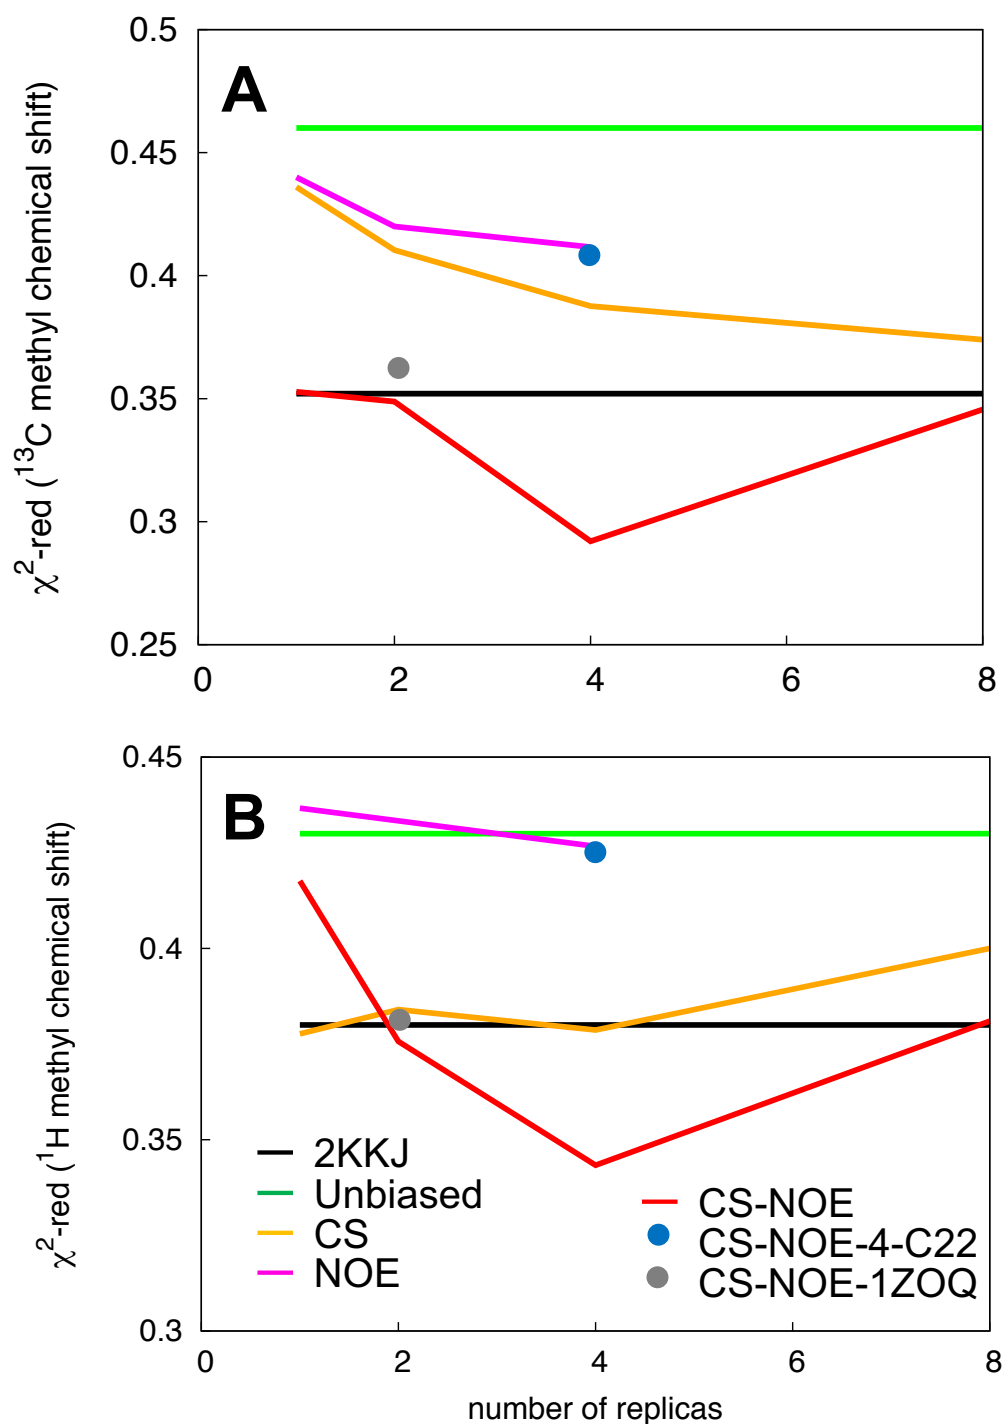 A
χ²-red (¹³C methyl chemical shift)
0.5
0.45
0.4
0.35
0.3
0.25
0 2 4 6 8
B
χ²-red (¹H methyl chemical shift)
0.45
0.4
0.35
0.3
2KKJ
Unbiased
CS
NOE
CS-NOE
CS-NOE-4-C22
CS-NOE-1ZOQ
0 2 4 6 8
number of replicas